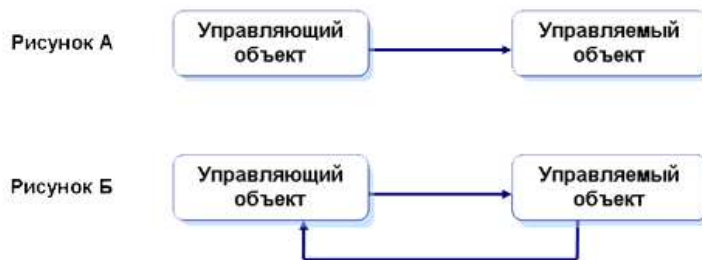 Рисунок А
Управляющий
объект
Управляемый
объект
Рисунок Б
Управляющий
объект
Управляемый
объект